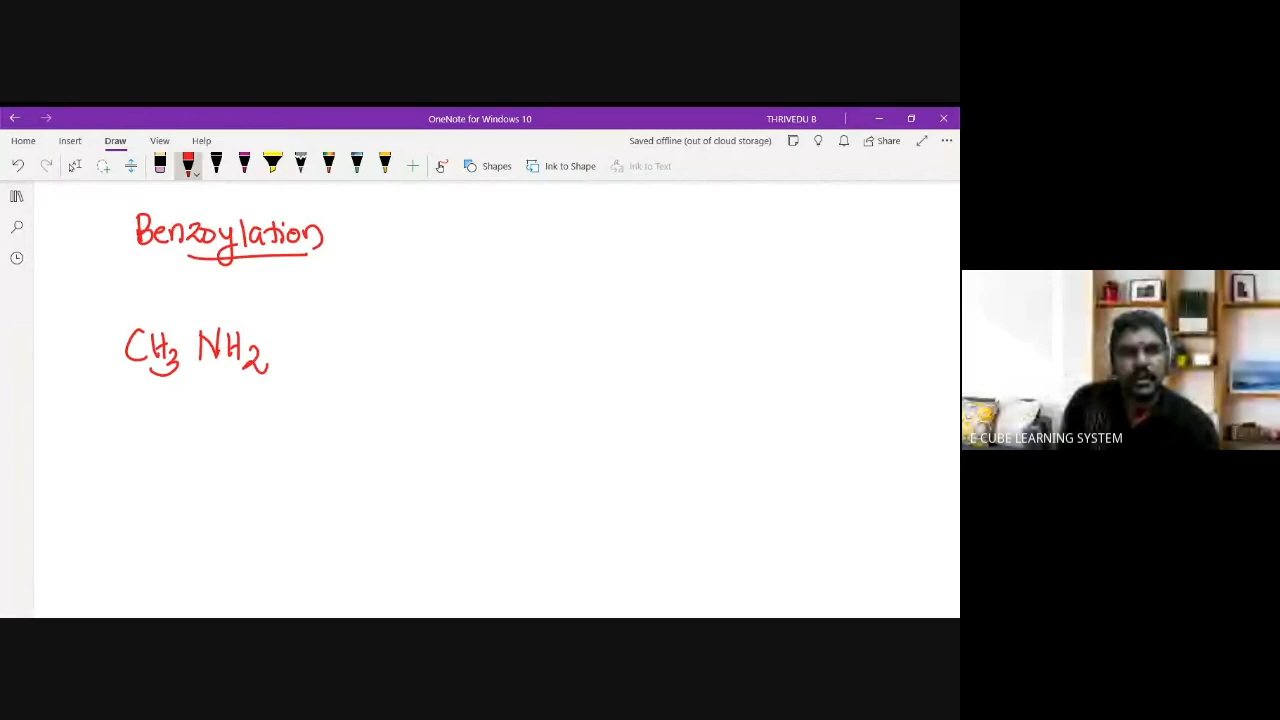 OneNote for Windows 10
THRIVEDU B
Home Insert Draw View Help
Saved offline (out of cloud storage)
Share
Shapes
Ink to Shape
Ink to Text
Benzoylation
CH3 NH2
E CUBE LEARNING SYSTEM